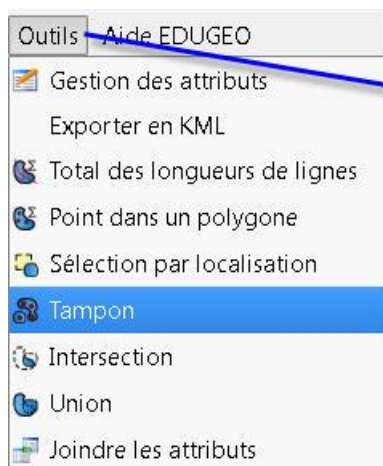 Outils Aide EDUGEO
Gestion des attributs
Exporter en KML
Total des longueurs de lignes
Point dans un polygone
Sélection par localisation
Tampon
Intersection
Union
Joindre les attributs